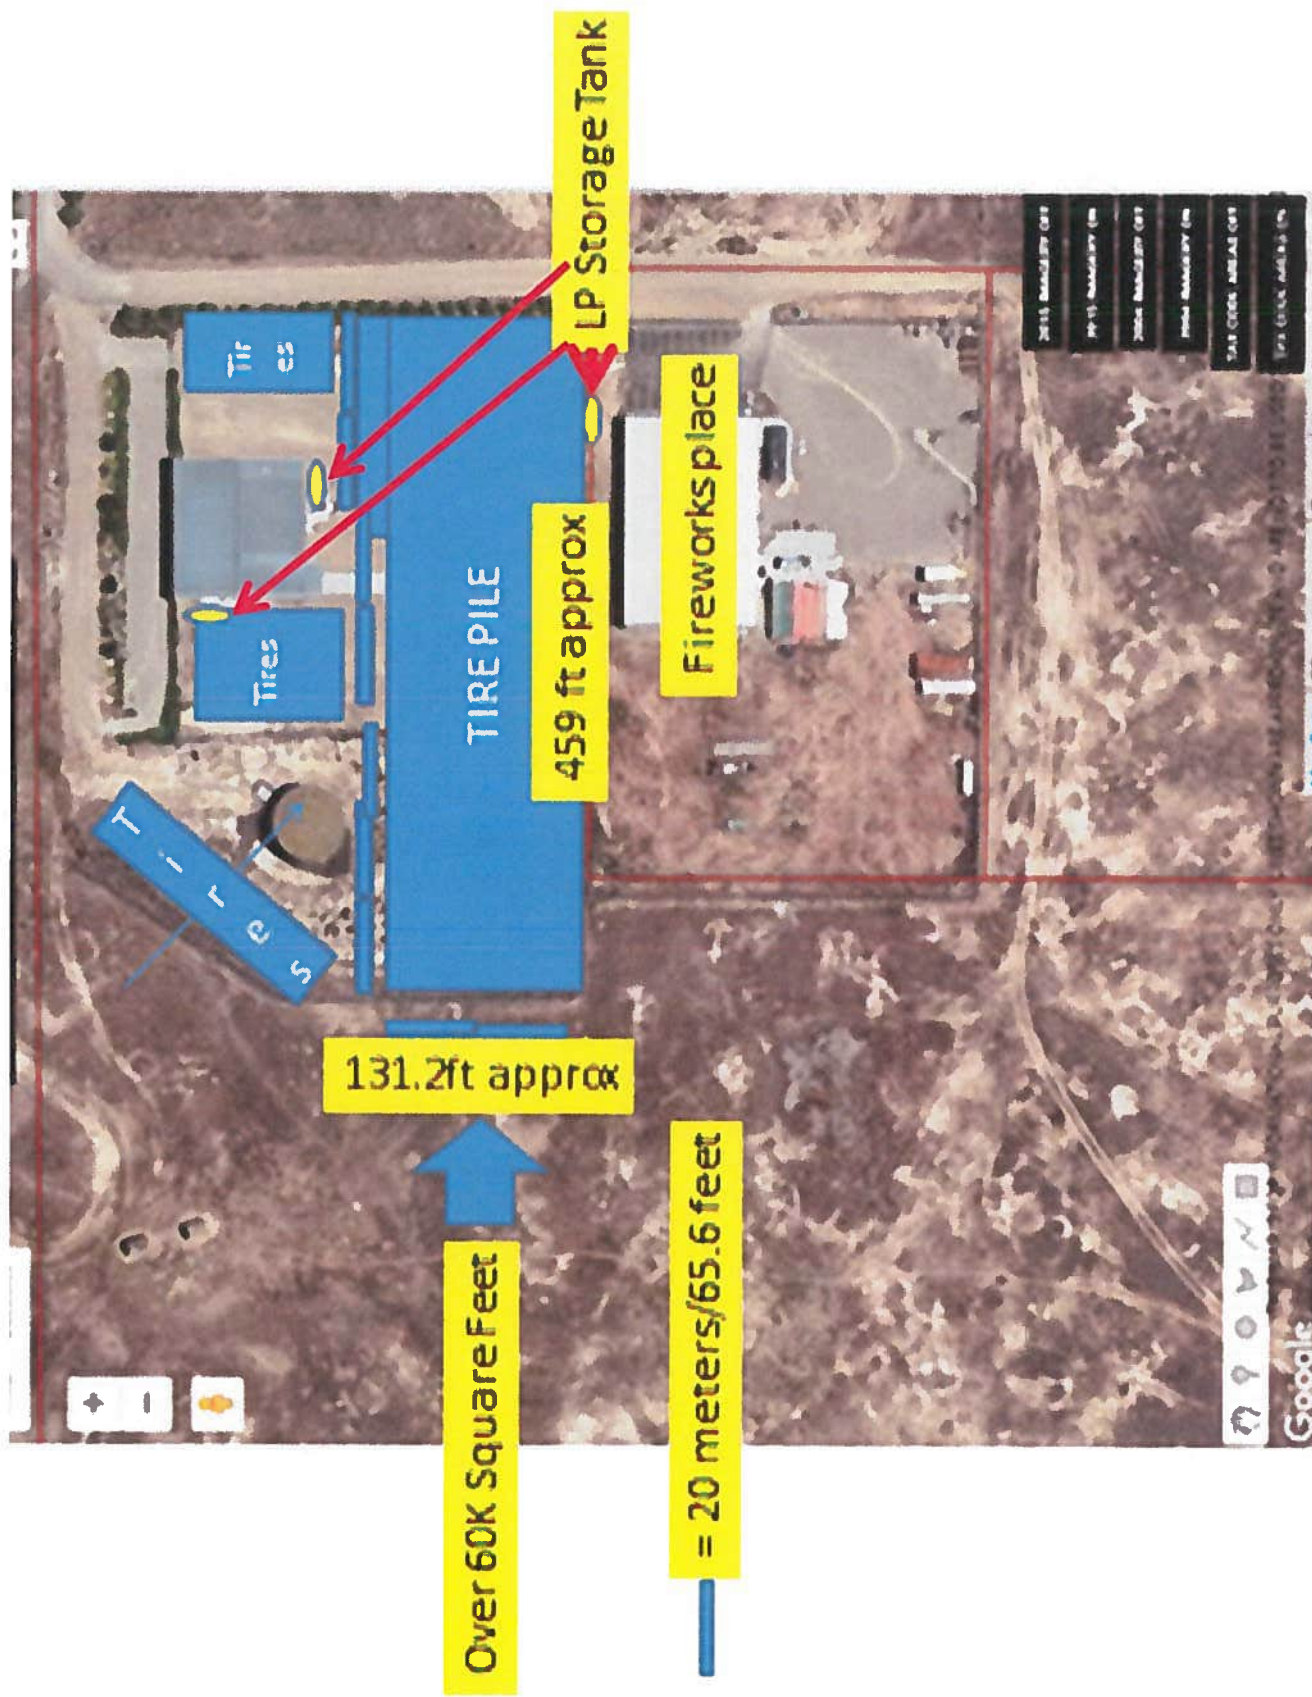 LP Storage Tank
Tir
es
Tires
T
i
r
e
s
TIRE PILE
459 ft approx
Fireworks place
131.2ft approx
Over 60K Square Feet
= 20 meters/65.6 feet
+
−
Google